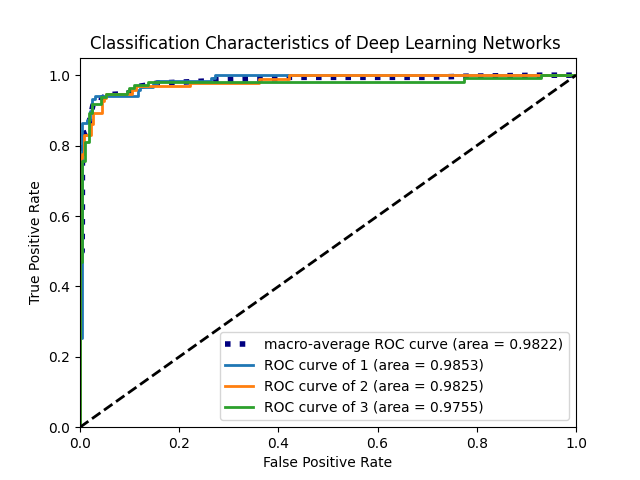 Classification Characteristics of Deep Learning Networks
1.0
0.8
0.6
0.4
0.2
0.0
True Positive Rate
macro-average ROC curve (area = 0.9822)
ROC curve of 1 (area = 0.9853)
ROC curve of 2 (area = 0.9825)
ROC curve of 3 (area = 0.9755)
0.0 0.2 0.4 0.6 0.8 1.0
False Positive Rate